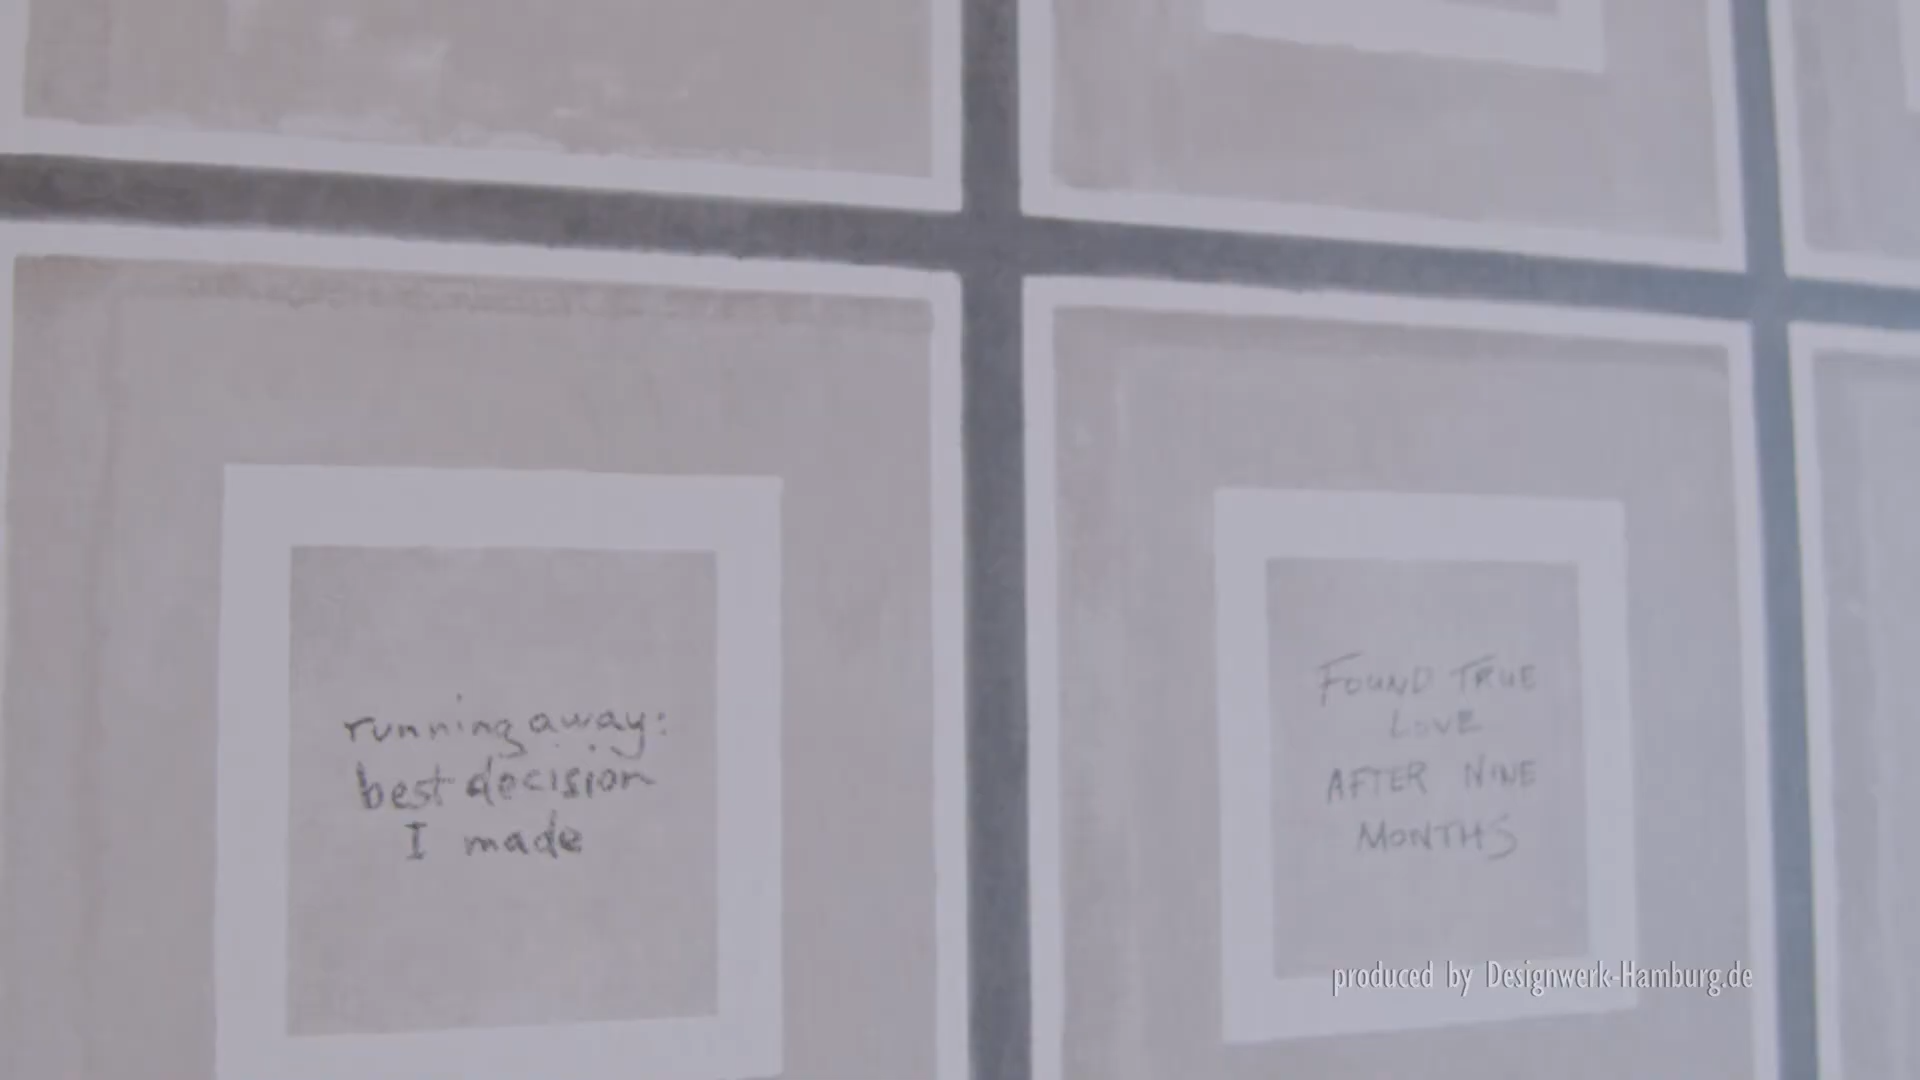 running away:
best decision
I made
FOUND TRUE
LOVE
AFTER NINE
MONTHS
produced by Designwerk-Hamburg.de